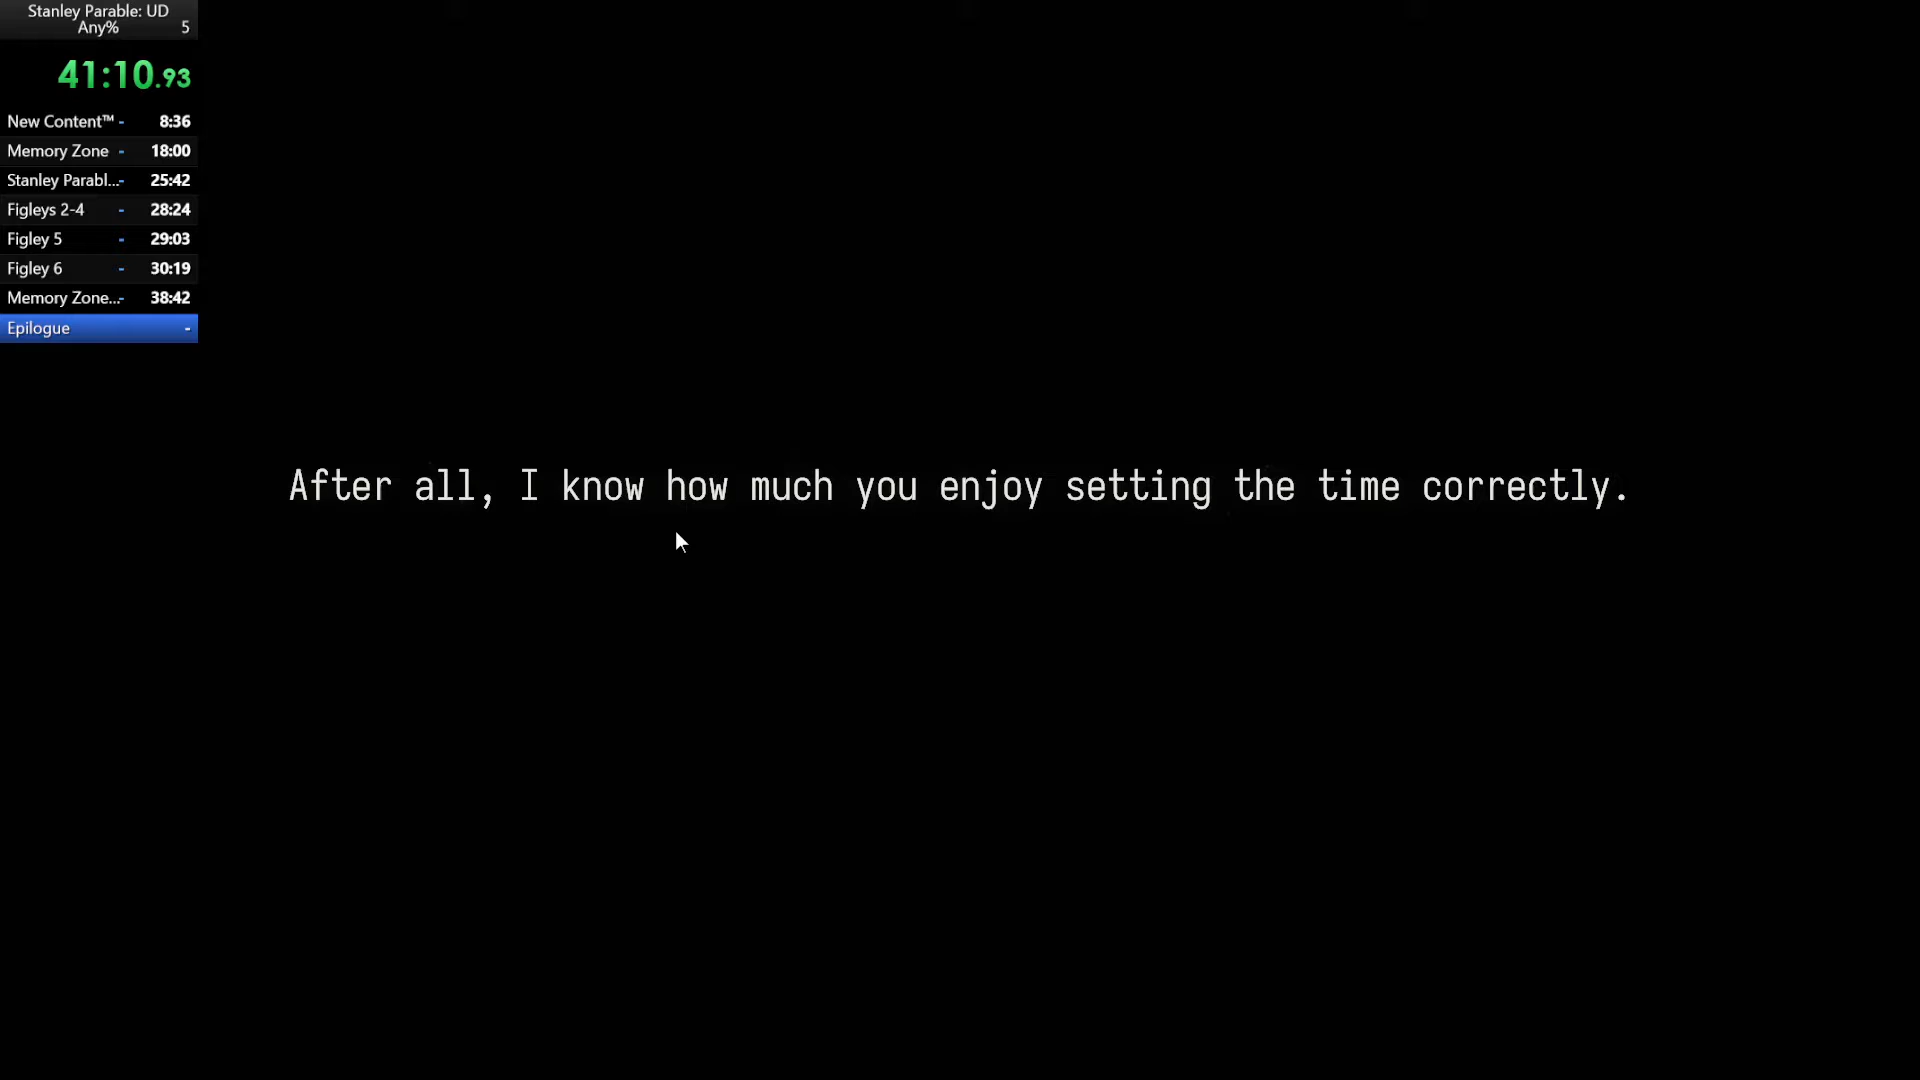 Stanley Parable: UD
Any% 5
41:10.93
New Content™ - 8:36
Memory Zone - 18:00
Stanley Parabl...- 25:42
Figleys 2-4 - 28:24
Figley 5 - 29:03
Figley 6 - 30:19
Memory Zone...- 38:42
Epilogue -
After all, I know how much you enjoy setting the time correctly.